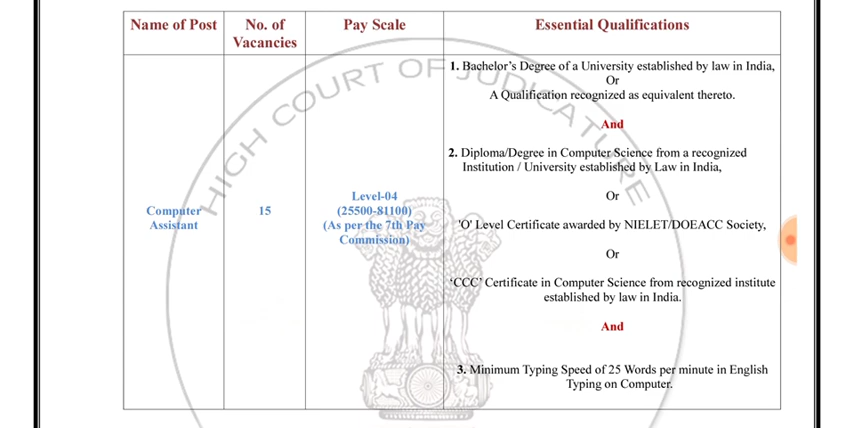 Name of Post
No. of
Vacancies
Pay Scale
Essential Qualifications
Computer
Assistant
15
Level-04
(25500-81100)
(As per the 7th Pay
Commission)
1. Bachelor’s Degree of a University established by law in India,
Or
A Qualification recognized as equivalent thereto.
And
2. Diploma/Degree in Computer Science from a recognized
Institution / University established by Law in India,
Or
'O' Level Certificate awarded by NIELET/DOEACC Society,
Or
‘CCC’ Certificate in Computer Science from recognized institute
established by law in India.
And
3. Minimum Typing Speed of 25 Words per minute in English
Typing on Computer.
HIGH COURT OF JUDICATURE